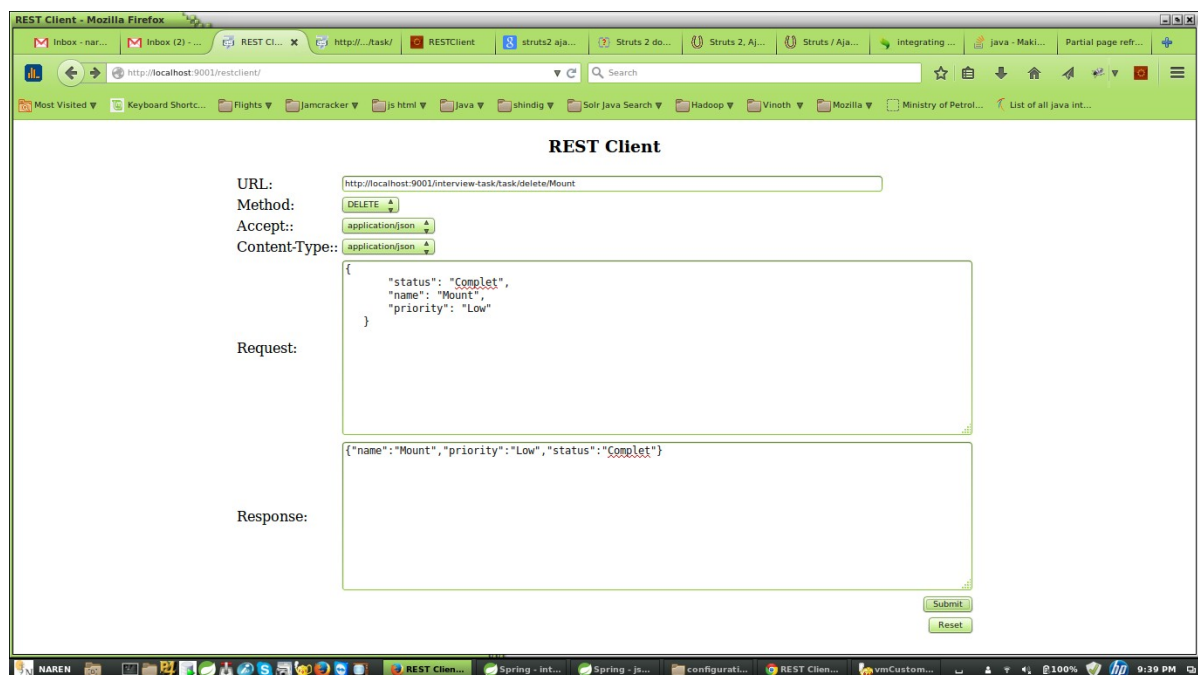 REST Client - Mozilla Firefox
Inbox - nar...
Inbox (2) - ...
REST Cl...
http://.../task/
RESTClient
struts2 aja...
Struts 2 do...
Struts 2, Aj...
Struts / Aja...
integrating ...
java - Maki...
Partial page refr...
http://localhost:9001/restclient/
Search
Most Visited
Keyboard Shortc...
Flights
Jamcracker
js html
Java
shindig
Solr Java Search
Hadoop
Vinoth
Mozilla
Ministry of Petrol...
List of all java int...
REST Client
URL:
http://localhost:9001/interview-task/task/delete/Mount
Method:
DELETE
Accept::
application/json
Content-Type::
application/json
Request:
{
"status": "Complet",
"name": "Mount",
"priority": "Low"
}
Response:
{"name":"Mount","priority":"Low","status":"Complet"}
Submit
Reset
NAREN
REST Clien...
Spring - int...
Spring - js...
configurati...
REST Clien...
vmCustom...
100%
hp
9:39 PM